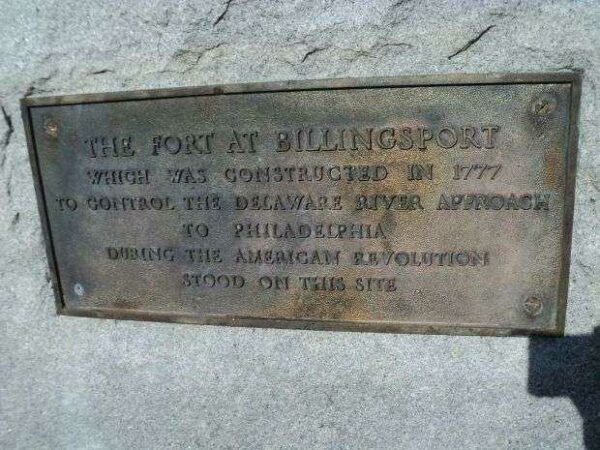 THE FORT AT BILLINGSPORT
WHICH WAS CONSTRUCTED IN 1777
TO CONTROL THE DELAWARE RIVER APPROACH
TO PHILADELPHIA
DURING THE AMERICAN REVOLUTION
STOOD ON THIS SITE